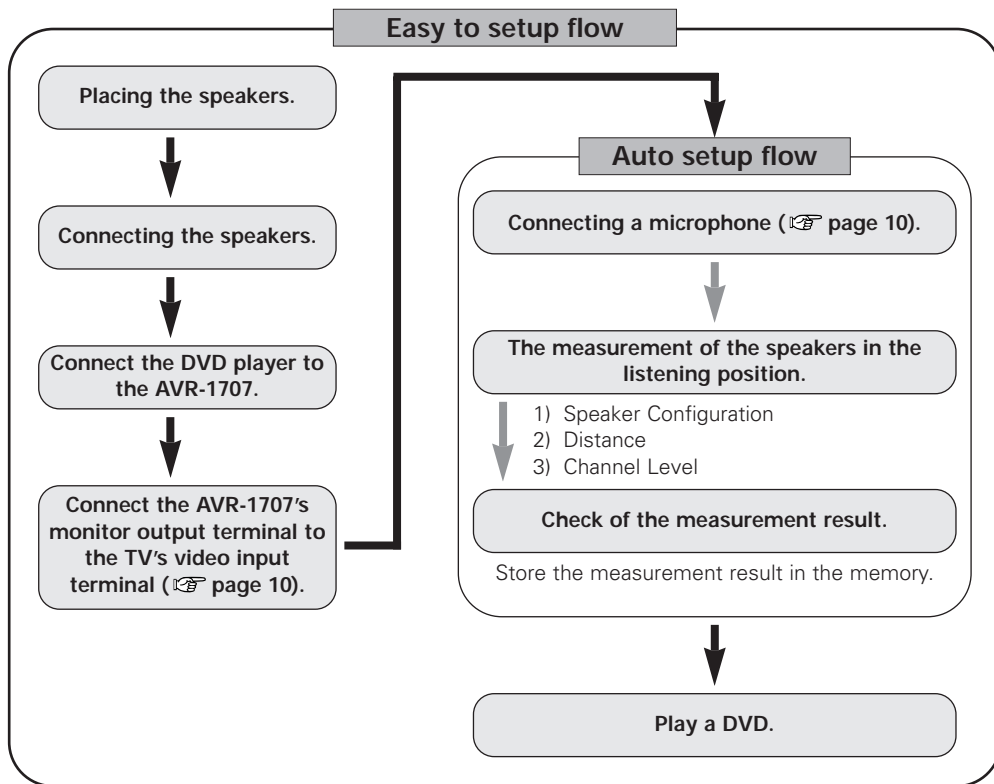 Easy to setup flow
Placing the speakers.
Connecting the speakers.
Connect the DVD player to
the AVR-1707.
Connect the AVR-1707’s
monitor output terminal to
the TV’s video input
terminal (☞ page 10).
Auto setup flow
Connecting a microphone (☞ page 10).
The measurement of the speakers in the
listening position.
1) Speaker Configuration
2) Distance
3) Channel Level
Check of the measurement result.
Store the measurement result in the memory.
Play a DVD.